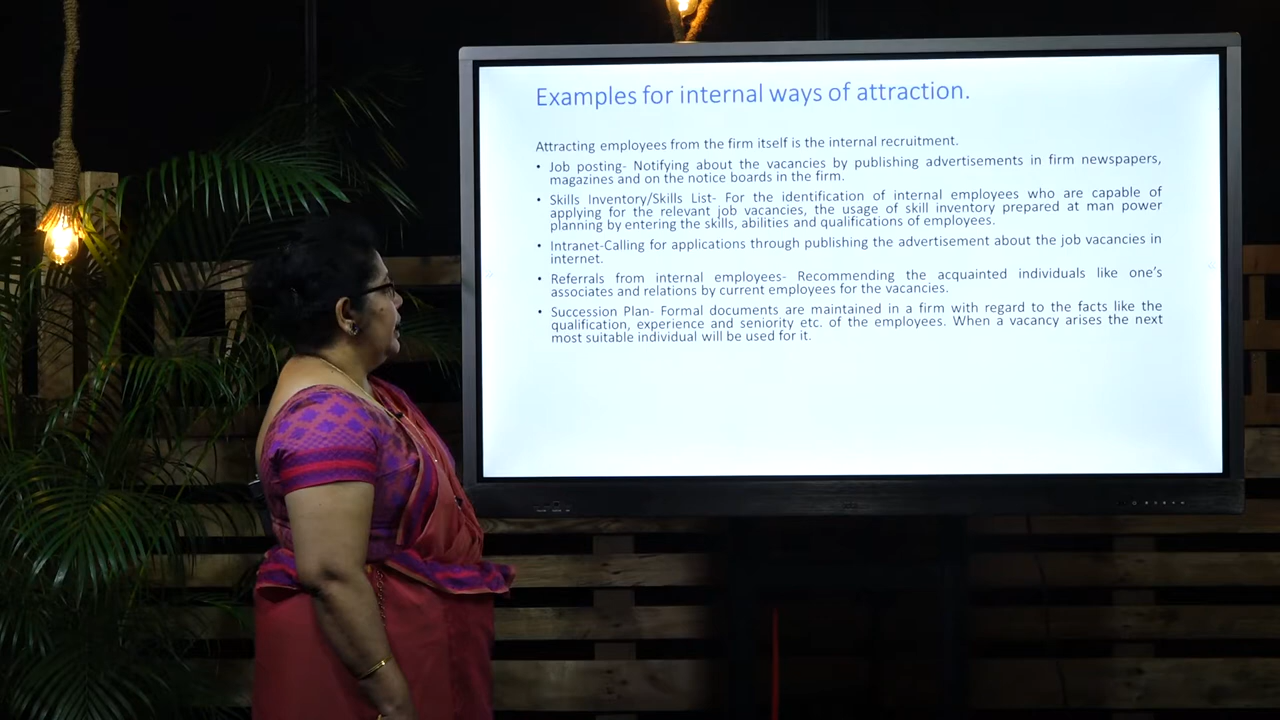 Examples for internal ways of attraction.
Attracting employees from the firm itself is the internal recruitment.
• Job posting- Notifying about the vacancies by publishing advertisements in firm newspapers,
magazines and on the notice boards in the firm.
• Skills Inventory/Skills List- For the identification of internal employees who are capable of
applying for the relevant job vacancies, the usage of skill inventory prepared at man power
planning by entering the skills, abilities and qualifications of employees.
• Intranet-Calling for applications through publishing the advertisement about the job vacancies in
internet.
• Referrals from internal employees- Recommending the acquainted individuals like one's
associates and relations by current employees for the vacancies.
• Succession Plan- Formal documents are maintained in a firm with regard to the facts like the
qualification, experience and seniority etc. of the employees. When a vacancy arises the next
most suitable individual will be used for it.